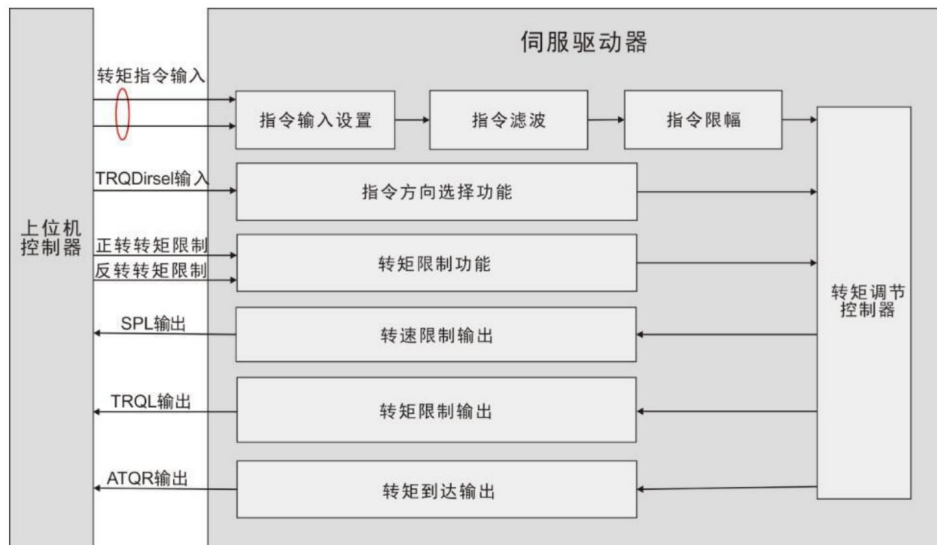 伺服驱动器
转矩指令输入
指令输入设置
指令滤波
指令限幅
TRQDirsel输入
指令方向选择功能
上位机
控制器
正转转矩限制
反转转矩限制
转矩限制功能
转矩调节
控制器
SPL输出
转速限制输出
TRQL输出
转矩限制输出
ATQR输出
转矩到达输出